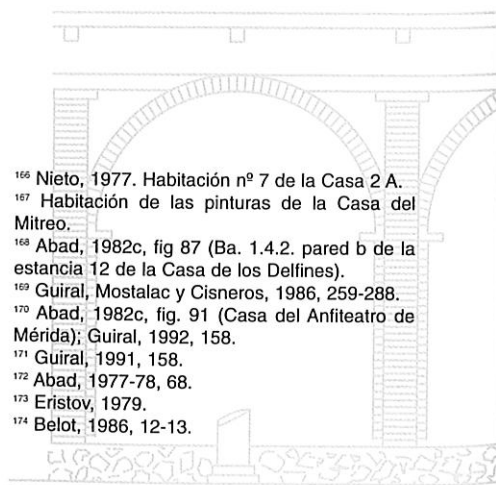 ¹⁶⁶ Nieto, 1977. Habitación nº 7 de la Casa 2 A.
¹⁶⁷ Habitación de las pinturas de la Casa del
Mitreo.
¹⁶⁸ Abad, 1982c, fig 87 (Ba. 1.4.2. pared b de la
estancia 12 de la Casa de los Delfines).
¹⁶⁹ Guiral, Mostalac y Cisneros, 1986, 259-288.
¹⁷⁰ Abad, 1982c, fig. 91 (Casa del Anfiteatro de
Mérida); Guiral, 1992, 158.
¹⁷¹ Guiral, 1991, 158.
¹⁷² Abad, 1977-78, 68.
¹⁷³ Eristov, 1979.
¹⁷⁴ Belot, 1986, 12-13.